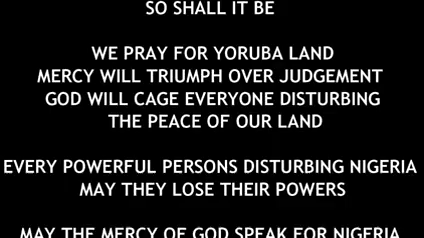 SO SHALL IT BE
WE PRAY FOR YORUBA LAND
MERCY WILL TRIUMPH OVER JUDGEMENT
GOD WILL CAGE EVERYONE DISTURBING
THE PEACE OF OUR LAND
EVERY POWERFUL PERSONS DISTURBING NIGERIA
MAY THEY LOSE THEIR POWERS
MAY THE MERCY OF GOD SPEAK FOR NIGERIA